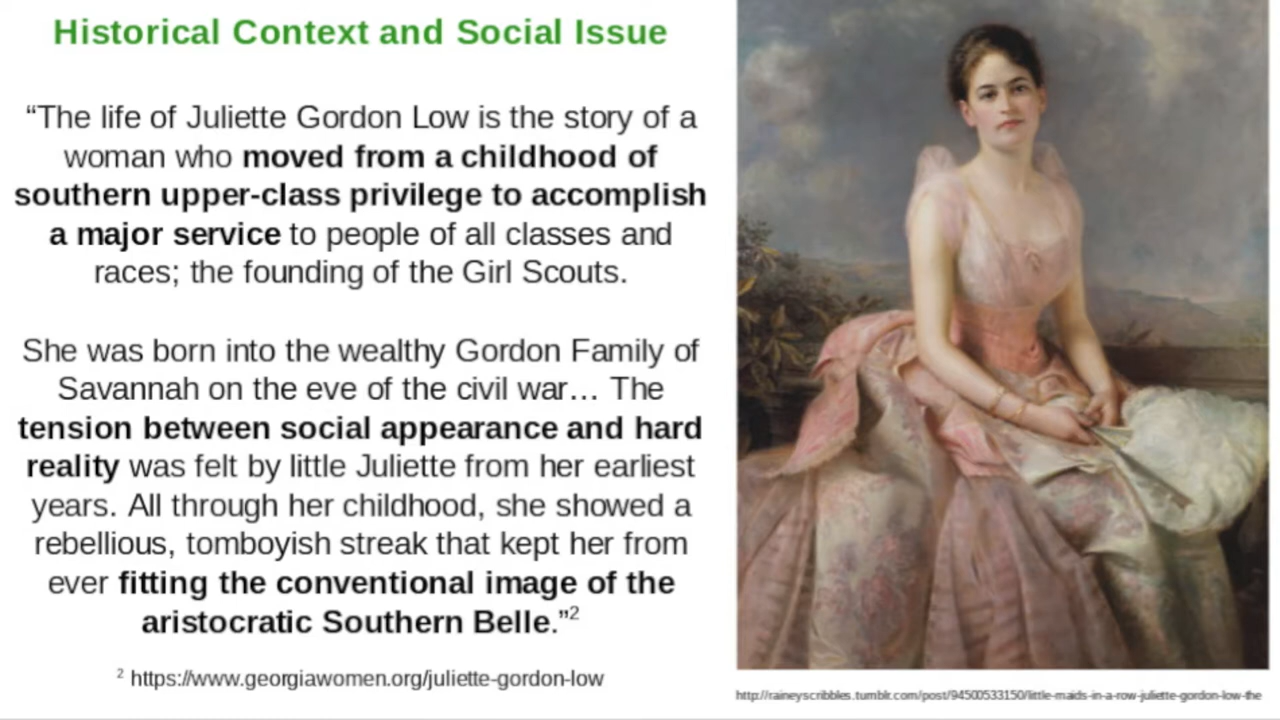 Historical Context and Social Issue
“The life of Juliette Gordon Low is the story of a
woman who moved from a childhood of
southern upper-class privilege to accomplish
a major service to people of all classes and
races; the founding of the Girl Scouts.
She was born into the wealthy Gordon Family of
Savannah on the eve of the civil war… The
tension between social appearance and hard
reality was felt by little Juliette from her earliest
years. All through her childhood, she showed a
rebellious, tomboyish streak that kept her from
ever fitting the conventional image of the
aristocratic Southern Belle.”2
2 https://www.georgiawomen.org/juliette-gordon-low
http://raineyscribbles.tumblr.com/post/94500533150/little-maids-in-a-row-juliette-gordon-low-the